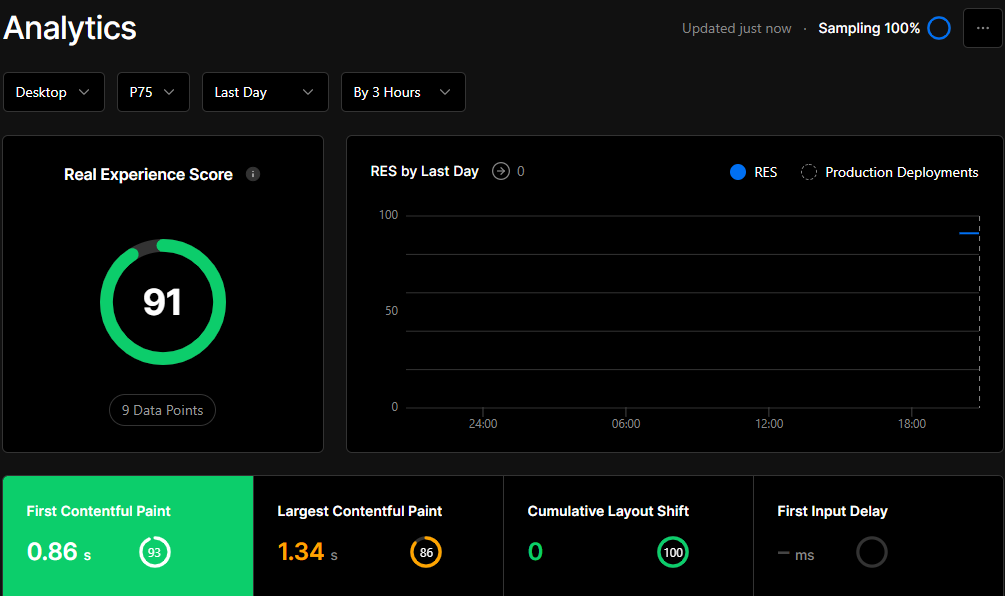 Analytics
Updated just now · Sampling 100% ...
Desktop P75 Last Day By 3 Hours
Real Experience Score i
91
9 Data Points
RES by Last Day 0 RES Production Deployments
100
50
0
24:00 06:00 12:00 18:00
First Contentful Paint
0.86 s 93
Largest Contentful Paint
1.34 s 86
Cumulative Layout Shift
0 100
First Input Delay
– ms